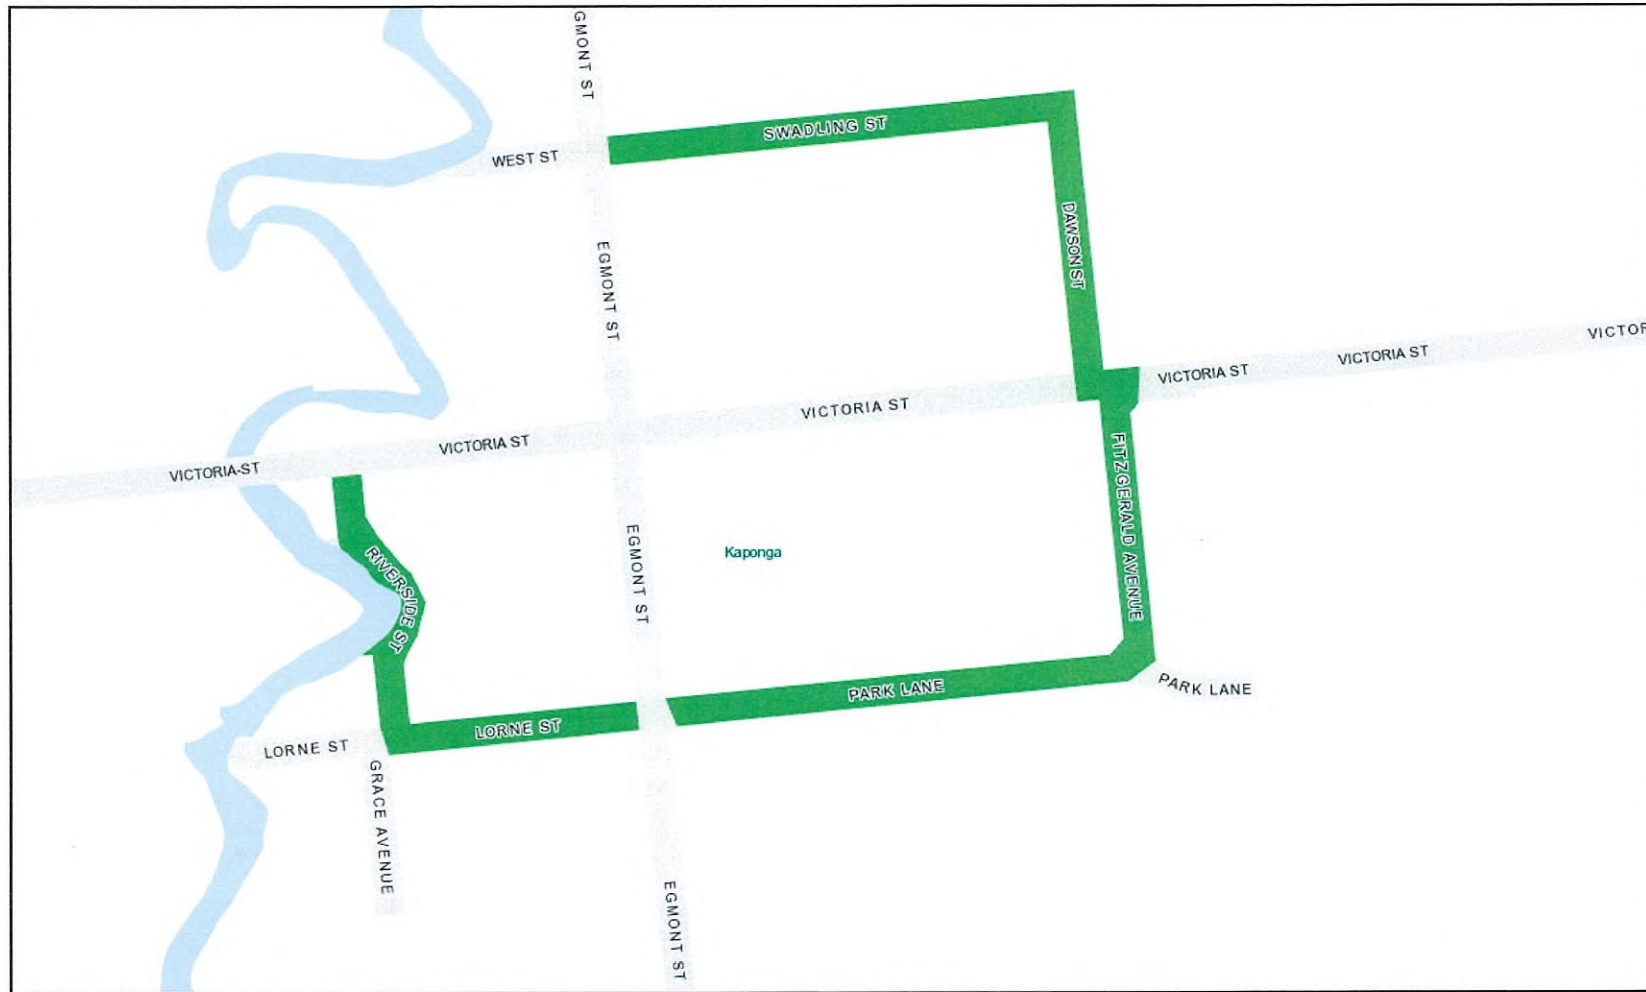 GMONT ST
SWADLING ST
WEST ST
DAWSON ST
EGMONT ST
VICTOR
VICTORIA ST
VICTORIA ST
VICTORIA ST
VICTORIA ST
VICTORIA-ST
FITZGERALD AVENUE
EGMONT ST
Kaponga
RIVERSIDE ST
PARK LANE
PARK LANE
LORNE ST
LORNE ST
GRACE AVENUE
EGMONT ST